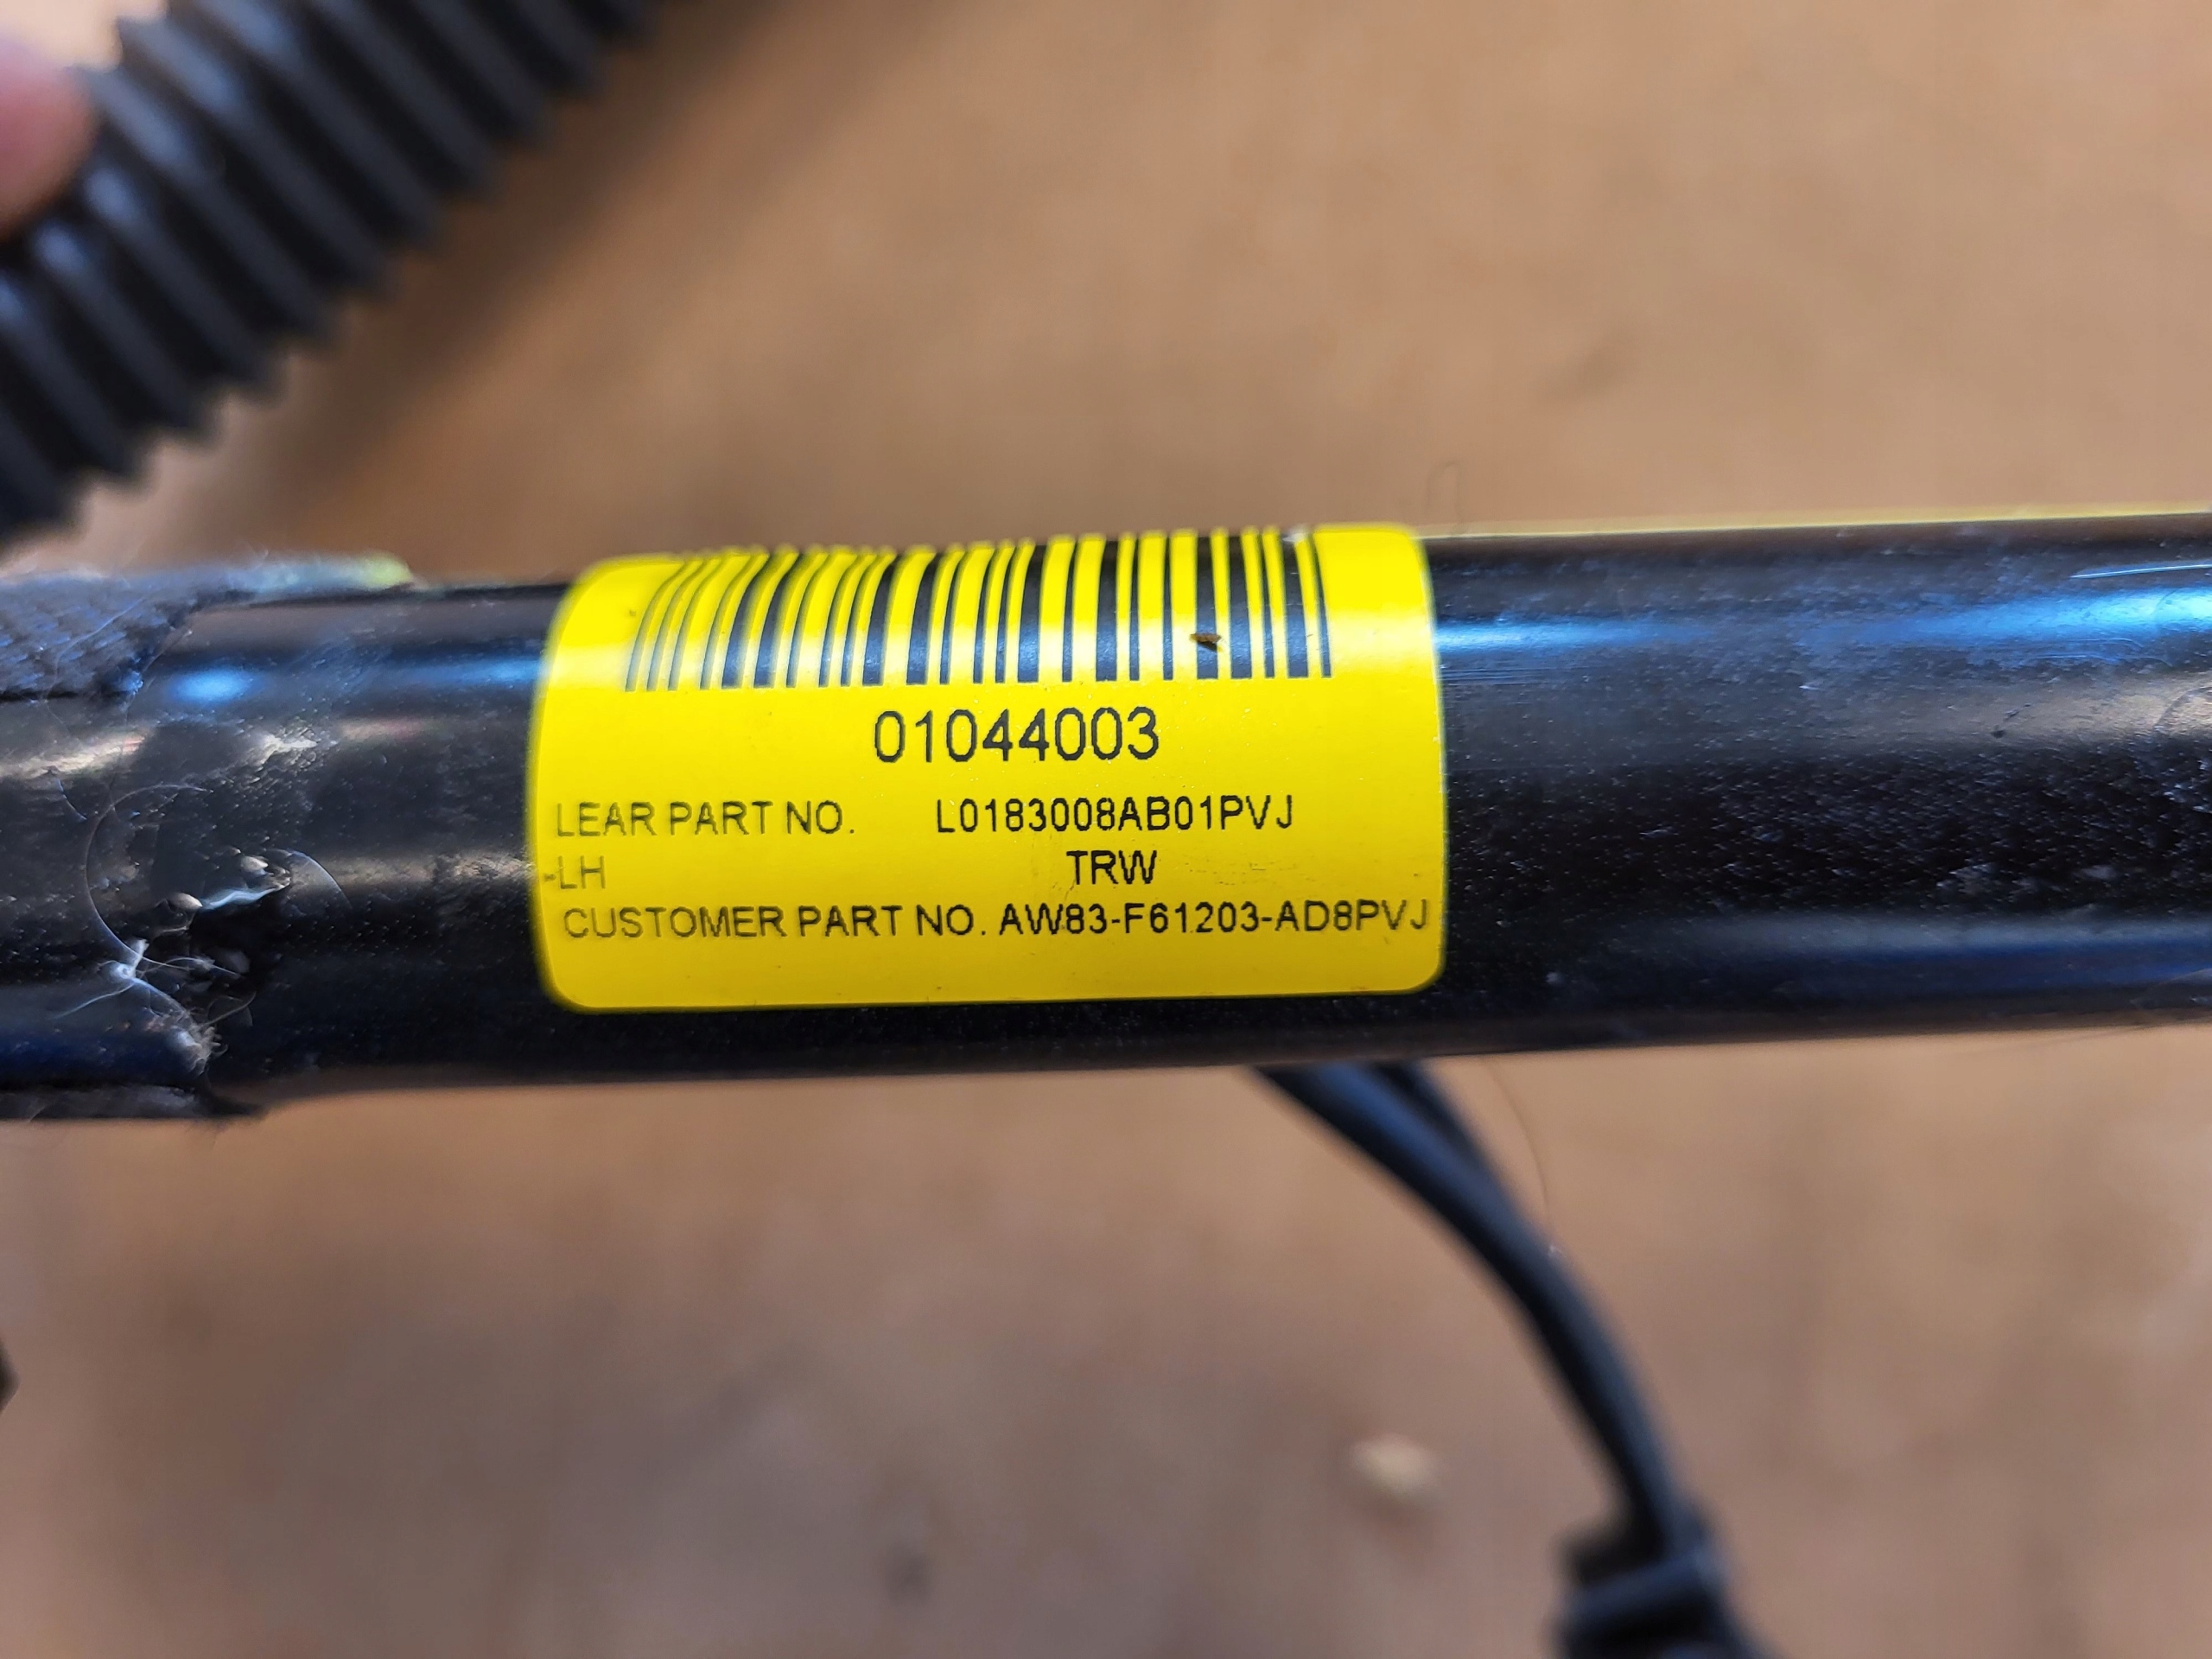 01044003
LEAR PART NO. L0183008AB01PVJ
-LH TRW
CUSTOMER PART NO. AW83-F61203-AD8PVJ